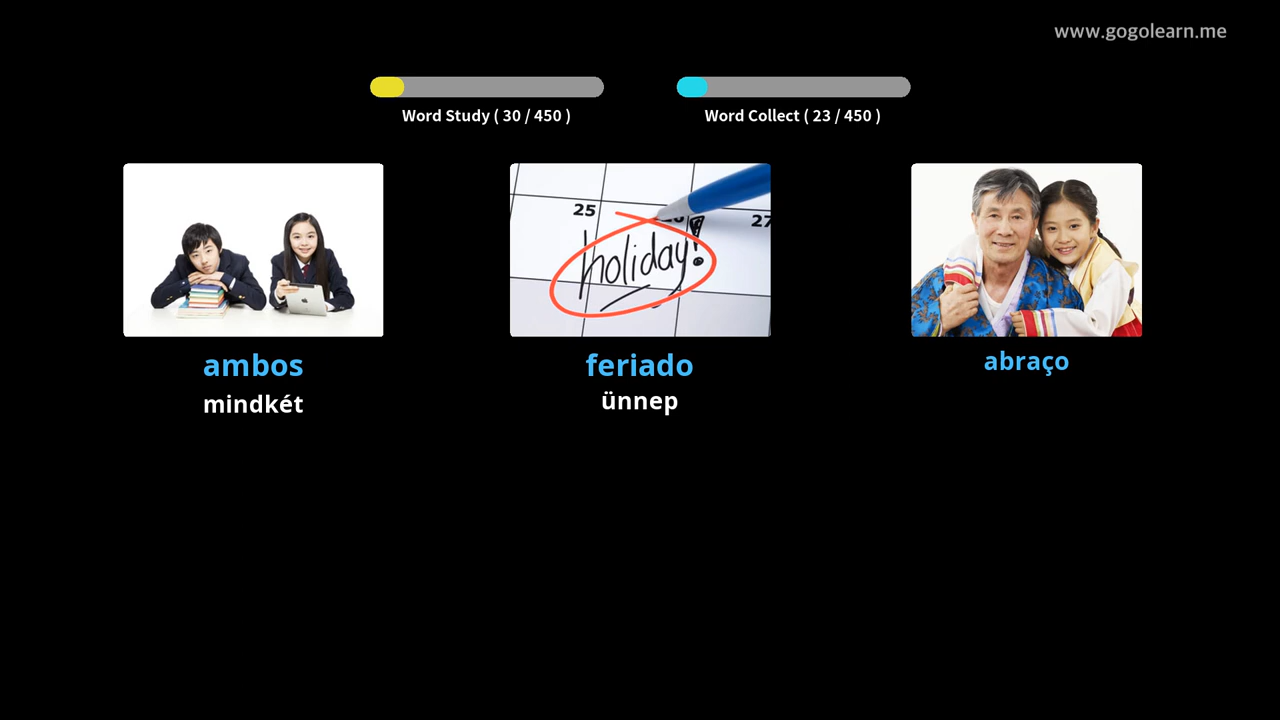 www.gogolearn.me
Word Study ( 30 / 450 )
Word Collect ( 23 / 450 )
25
27
holiday!
ambos
feriado
abraço
mindkét
ünnep